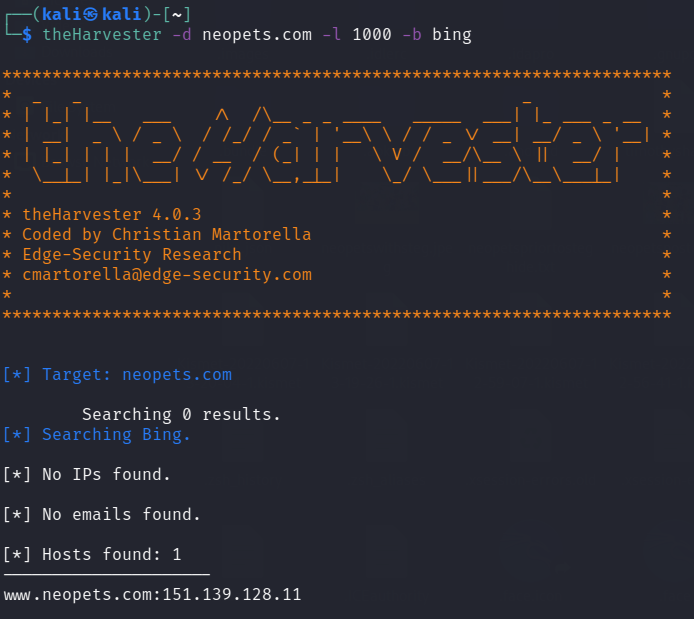 ┌──(kali㉿kali)-[~]
└─$ theHarvester -d neopets.com -l 1000 -b bing
*******************************************************************
*  _   _                                            _             *
* | |_| |__   ___    /\  /\__ _ _ ____   _____  ___| |_ ___ _ __  *
* | __|  _ \ / _ \  / /_/ / _` | '__\ \ / / _ \/ __| __/ _ \ '__| *
* | |_| | | |  __/ / __  / (_| | |   \ V /  __/\__ \ ||  __/ |    *
*  \__|_| |_|\___| \/ /_/ \__,_|_|    \_/ \___||___/\__\___|_|    *
*                                                                 *
* theHarvester 4.0.3                                              *
* Coded by Christian Martorella                                   *
* Edge-Security Research                                          *
* cmartorella@edge-security.com                                   *
*                                                                 *
*******************************************************************
[*] Target: neopets.com
Searching 0 results.
[*] Searching Bing.
[*] No IPs found.
[*] No emails found.
[*] Hosts found: 1
---------------------
www.neopets.com:151.139.128.11